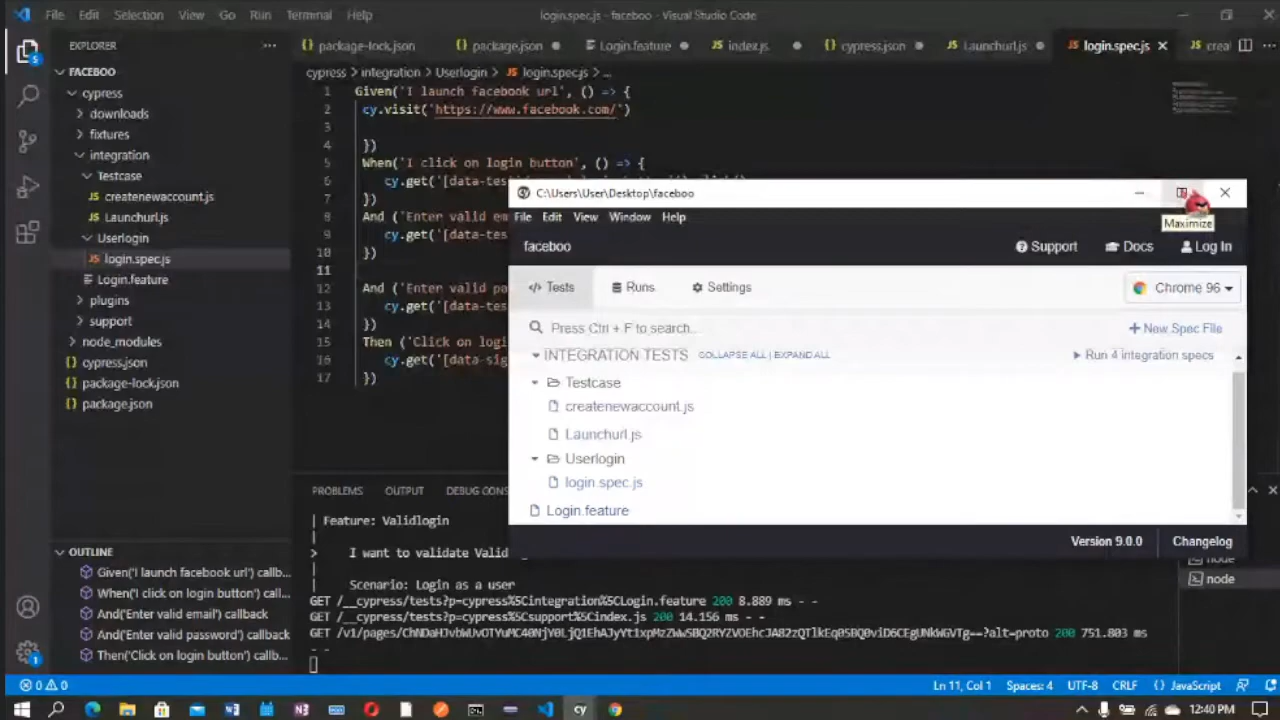 File Edit Selection View Go Run Terminal Help login.spec.js - faceboo - Visual Studio Code
EXPLORER
FACEBOO
cypress
downloads
fixtures
integration
Testcase
createnewaccount.js
Launchurl.js
Userlogin
login.spec.js
Login.feature
plugins
support
node_modules
cypress.json
package-lock.json
package.json
OUTLINE
Given('I launch facebook url') callb...
When('I click on login button') callb...
And('Enter valid email') callback
And('Enter valid password') callback
Then('Click on login button') callb...
package-lock.json package.json Login.feature index.js cypress.json Launchurl.js login.spec.js
cypress > integration > Userlogin > JS login.spec.js > ...
1 Given('I launch facebook url', () => {
2 cy.visit('https://www.facebook.com/')
3
4 })
5 When('I click on login button', () => {
6 cy.get('[data-test
7 })
8 And ('Enter valid em
9 cy.get('[data-tes
10 })
11
12 And ('Enter valid pa
13 cy.get('[data-tes
14 })
15 Then ('Click on logi
16 cy.get('[data-sig
17 })
C:\Users\User\Desktop\faceboo
Maximize
File Edit View Window Help
faceboo Support Docs Log In
Tests Runs Settings Chrome 96
Press Ctrl + F to search... New Spec File
INTEGRATION TESTS COLLAPSE ALL | EXPAND ALL Run 4 integration specs
Testcase
createnewaccount.js
Launchurl.js
Userlogin
login.spec.js
Login.feature
Version 9.0.0 Changelog
PROBLEMS OUTPUT DEBUG CONS
| Feature: Validlogin
|
> I want to validate Valid
|
| Scenario: Login as a user
GET /__cypress/tests?p=cypress%5Cintegration%5CLogin.feature 200 8.889 ms - -
GET /__cypress/tests?p=cypress%5Csupport%5Cindex.js 200 14.156 ms - -
- -
node
node
0 0 Ln 11, Col 1 Spaces: 4 UTF-8 CRLF {} JavaScript
12:40 PM